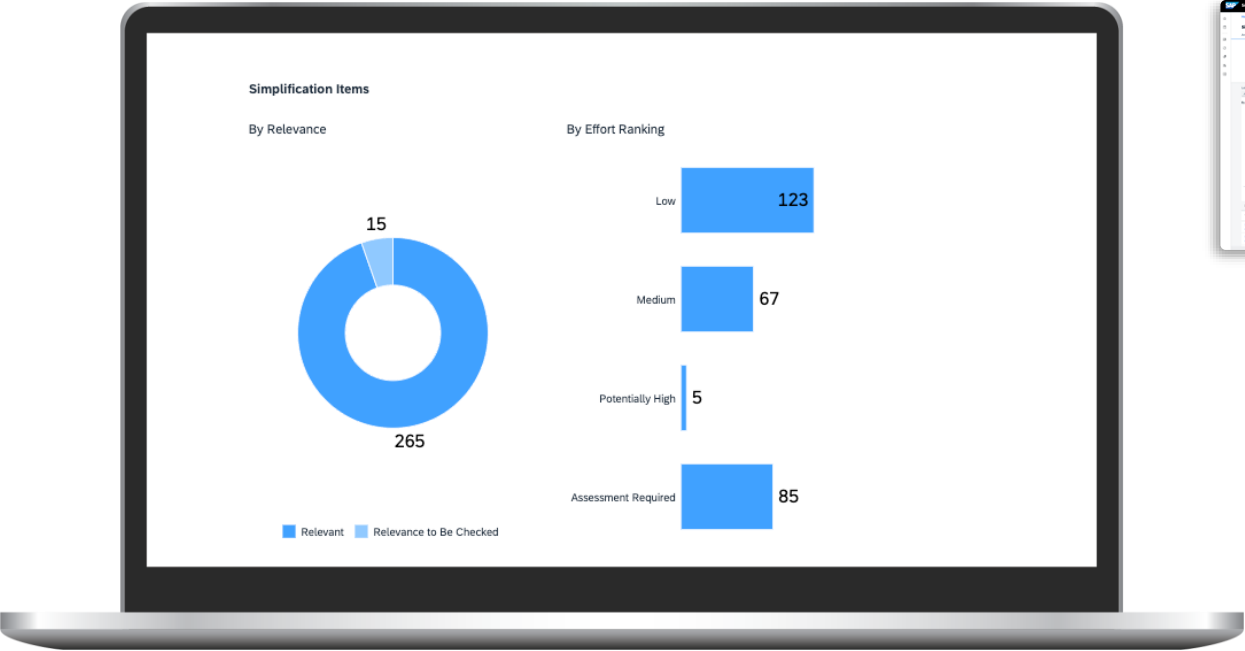 Simplification Items
By Relevance
15
265
Relevant
Relevance to Be Checked
By Effort Ranking
Low
123
Medium
67
Potentially High
5
Assessment Required
85
SAP